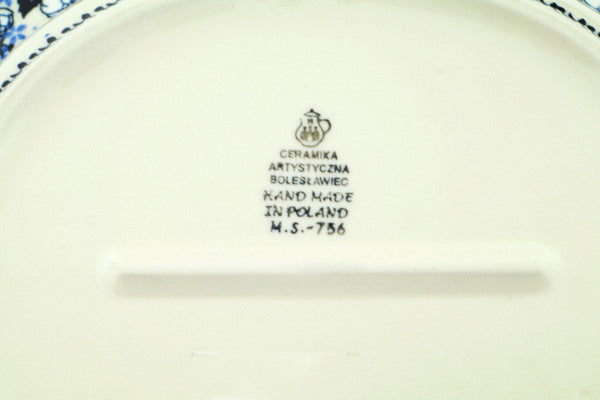 CERAMIKA
ARTYSTYCZNA
BOLESŁAWIEC
HAND MADE
IN POLAND
M.S.-756